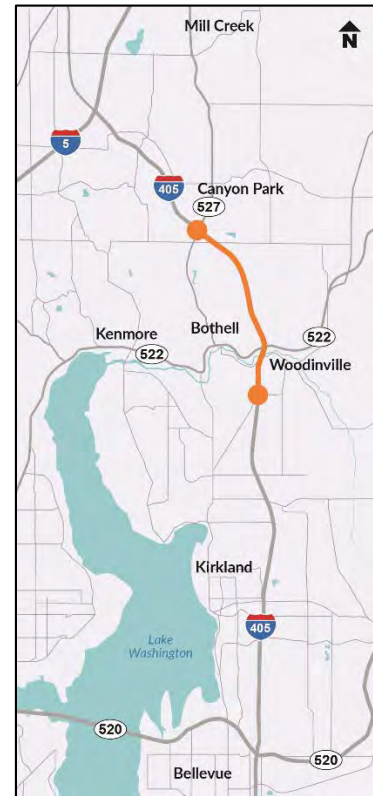 Mill Creek
N
5
405
Canyon Park
527
Kenmore
Bothell
522
522
Woodinville
Kirkland
405
Lake
Washington
520
520
Bellevue